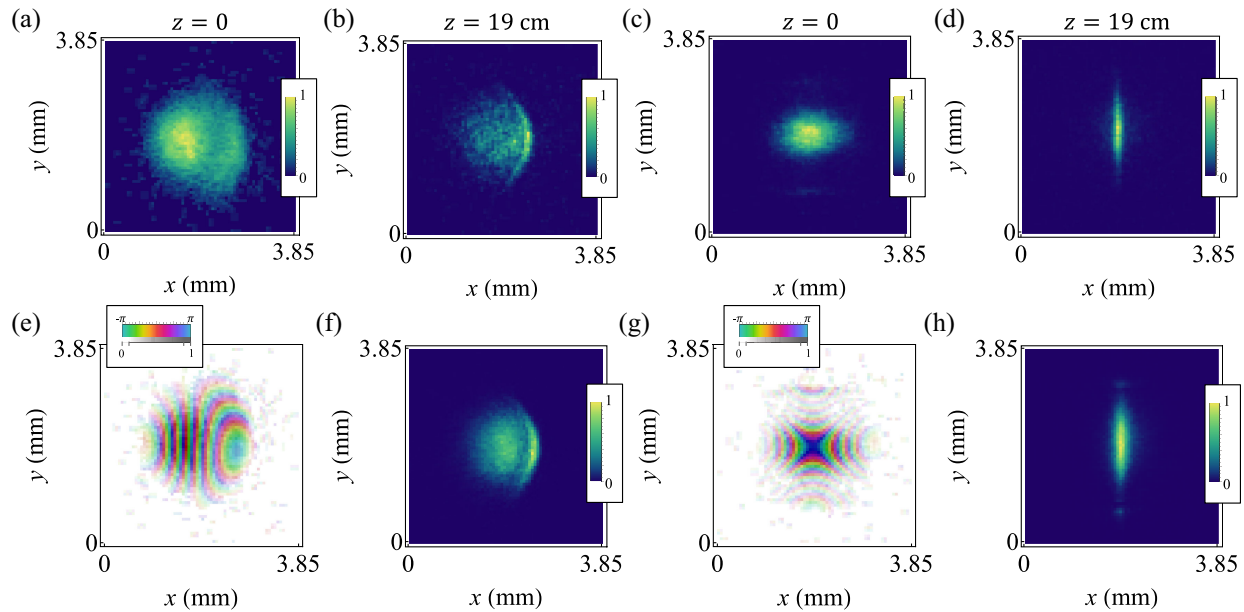 (a) z = 0
3.85
y (mm)
1
0
0
0
3.85
x (mm)
(b) z = 19 cm
3.85
y (mm)
1
0
0
0
3.85
x (mm)
(c) z = 0
3.85
y (mm)
1
0
0
0
3.85
x (mm)
(d) z = 19 cm
3.85
y (mm)
1
0
0
0
3.85
x (mm)
(e)
-π π
0 1
3.85
y (mm)
0
0
3.85
x (mm)
(f)
3.85
y (mm)
1
0
0
0
3.85
x (mm)
(g)
-π π
0 1
3.85
y (mm)
0
0
3.85
x (mm)
(h)
3.85
y (mm)
1
0
0
0
3.85
x (mm)